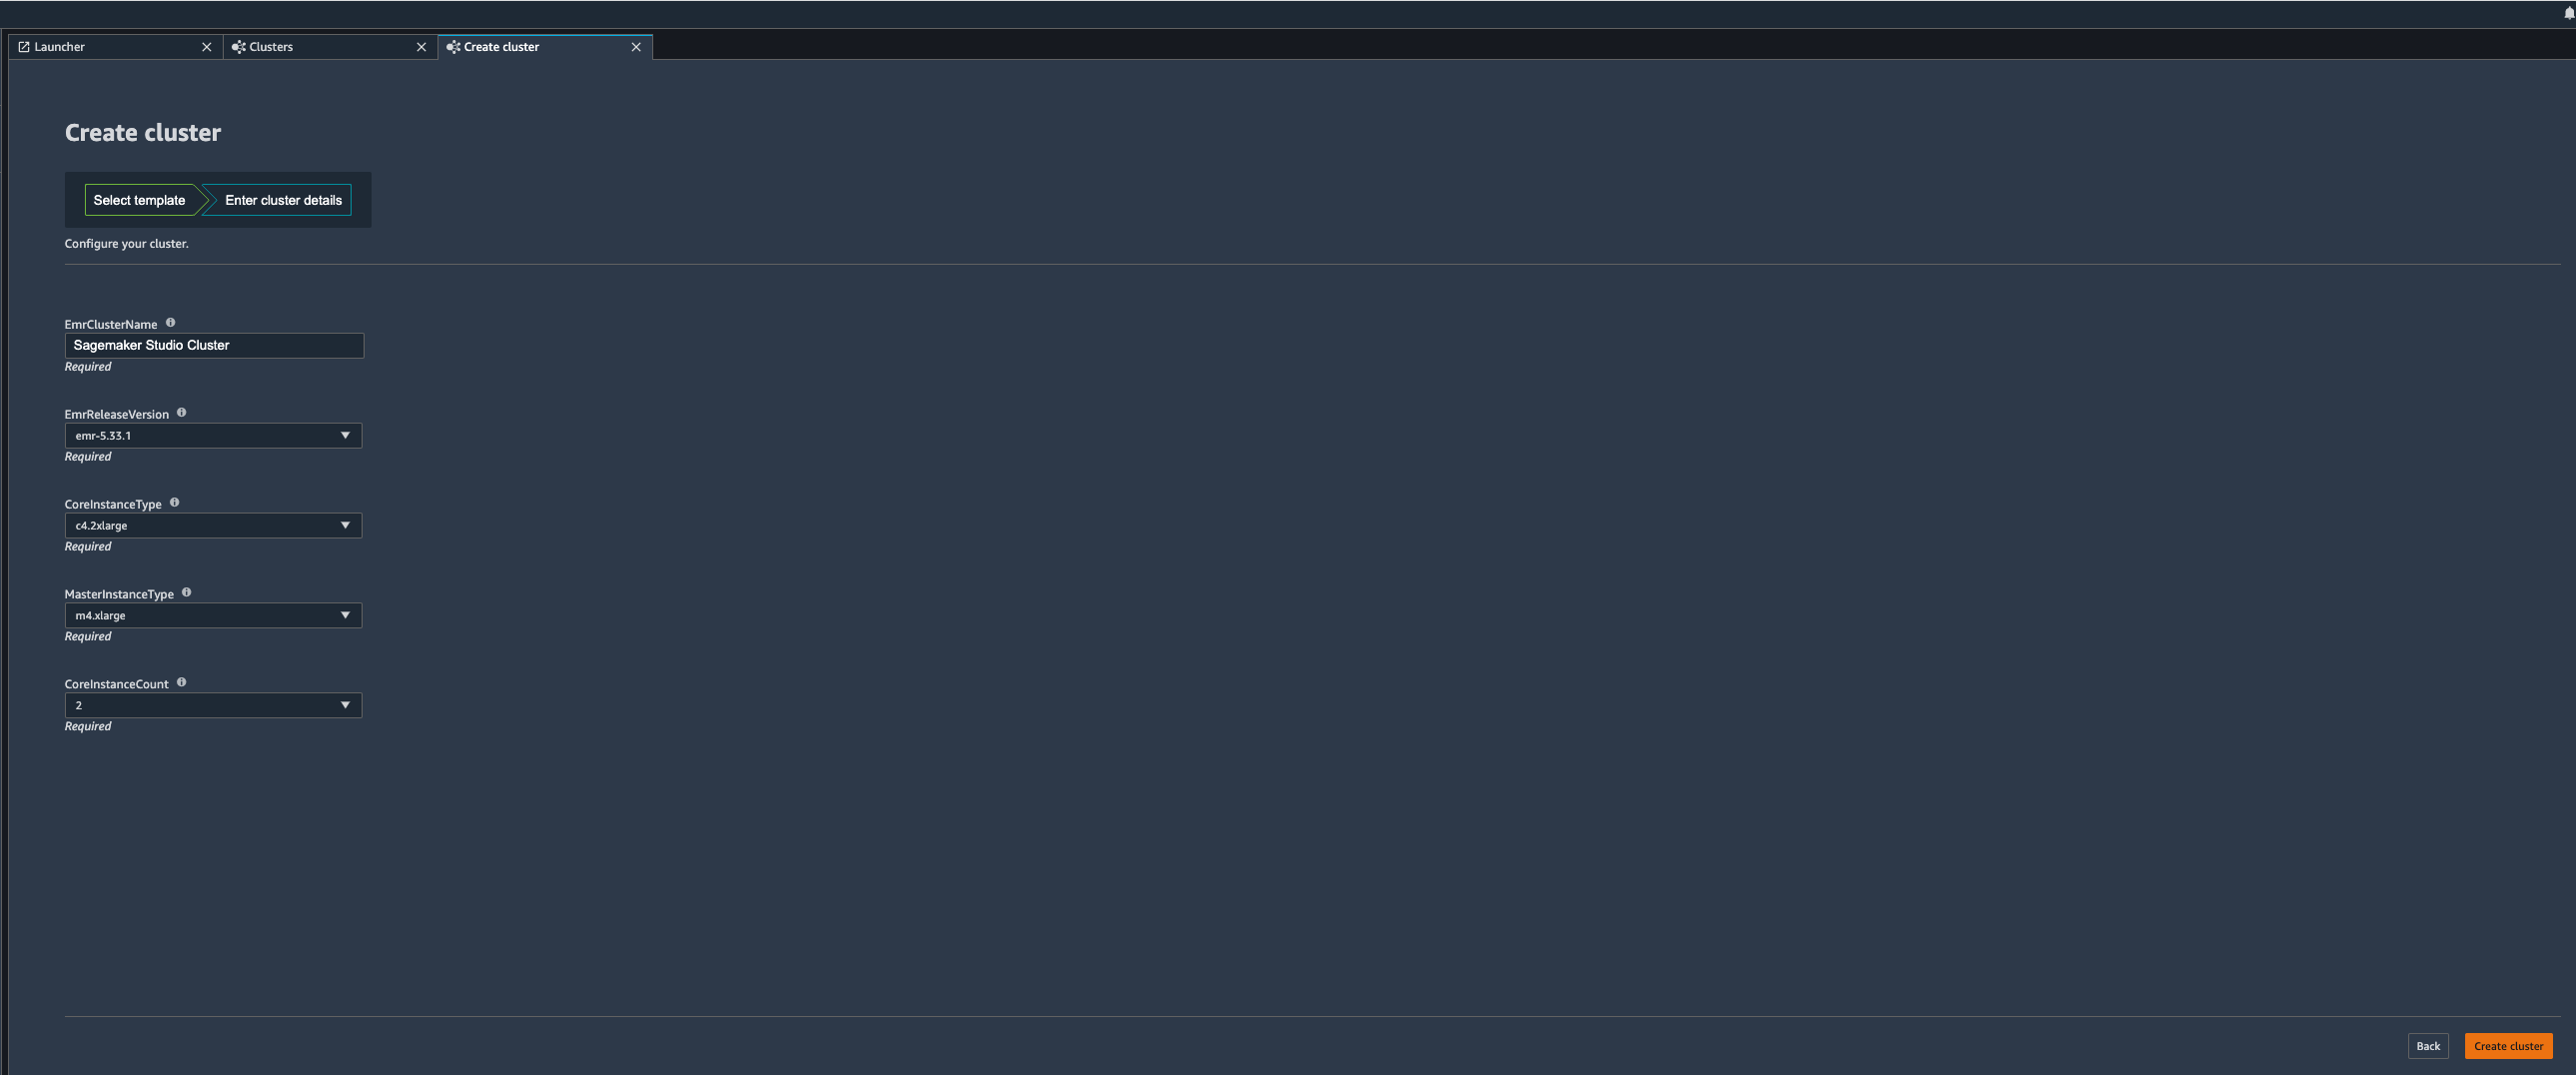 Launcher
Clusters
Create cluster
Create cluster
Select template
Enter cluster details
Configure your cluster.
EmrClusterName
Sagemaker Studio Cluster
Required
EmrReleaseVersion
emr-5.33.1
Required
CoreInstanceType
c4.2xlarge
Required
MasterInstanceType
m4.xlarge
Required
CoreInstanceCount
2
Required
Back
Create cluster